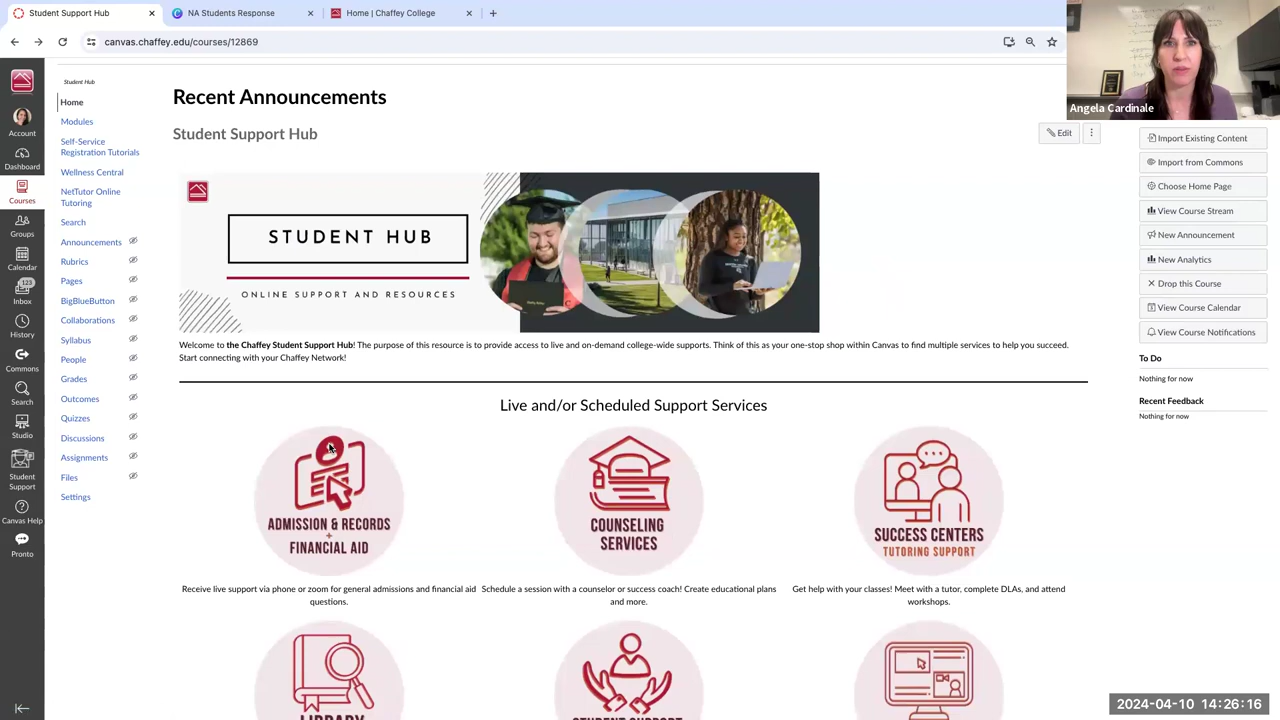 Student Support Hub
NA Students Response
Home | Chaffey College
canvas.chaffey.edu/courses/12869
Angela Cardinale
Account
Dashboard
Courses
Groups
Calendar
123
Inbox
History
Commons
Search
Studio
Student
Support
Canvas Help
Pronto
Student Hub
Home
Modules
Self-Service
Registration Tutorials
Wellness Central
NetTutor Online
Tutoring
Search
Announcements
Rubrics
Pages
BigBlueButton
Collaborations
Syllabus
People
Grades
Outcomes
Quizzes
Discussions
Assignments
Files
Settings
Recent Announcements
Student Support Hub
Edit
STUDENT HUB
ONLINE SUPPORT AND RESOURCES
Welcome to the Chaffey Student Support Hub! The purpose of this resource is to provide access to live and on-demand college-wide supports. Think of this as your one-stop shop within Canvas to find multiple services to help you succeed.
Start connecting with your Chaffey Network!
Live and/or Scheduled Support Services
ADMISSION & RECORDS
+
FINANCIAL AID
COUNSELING
SERVICES
SUCCESS CENTERS
TUTORING SUPPORT
Receive live support via phone or zoom for general admissions and financial aid
questions.
Schedule a session with a counselor or success coach! Create educational plans
and more.
Get help with your classes! Meet with a tutor, complete DLAs, and attend
workshops.
LIBRARY
STUDENT SUPPORT
Import Existing Content
Import from Commons
Choose Home Page
View Course Stream
New Announcement
New Analytics
Drop this Course
View Course Calendar
View Course Notifications
To Do
Nothing for now
Recent Feedback
Nothing for now
2024-04-10 14:26:16